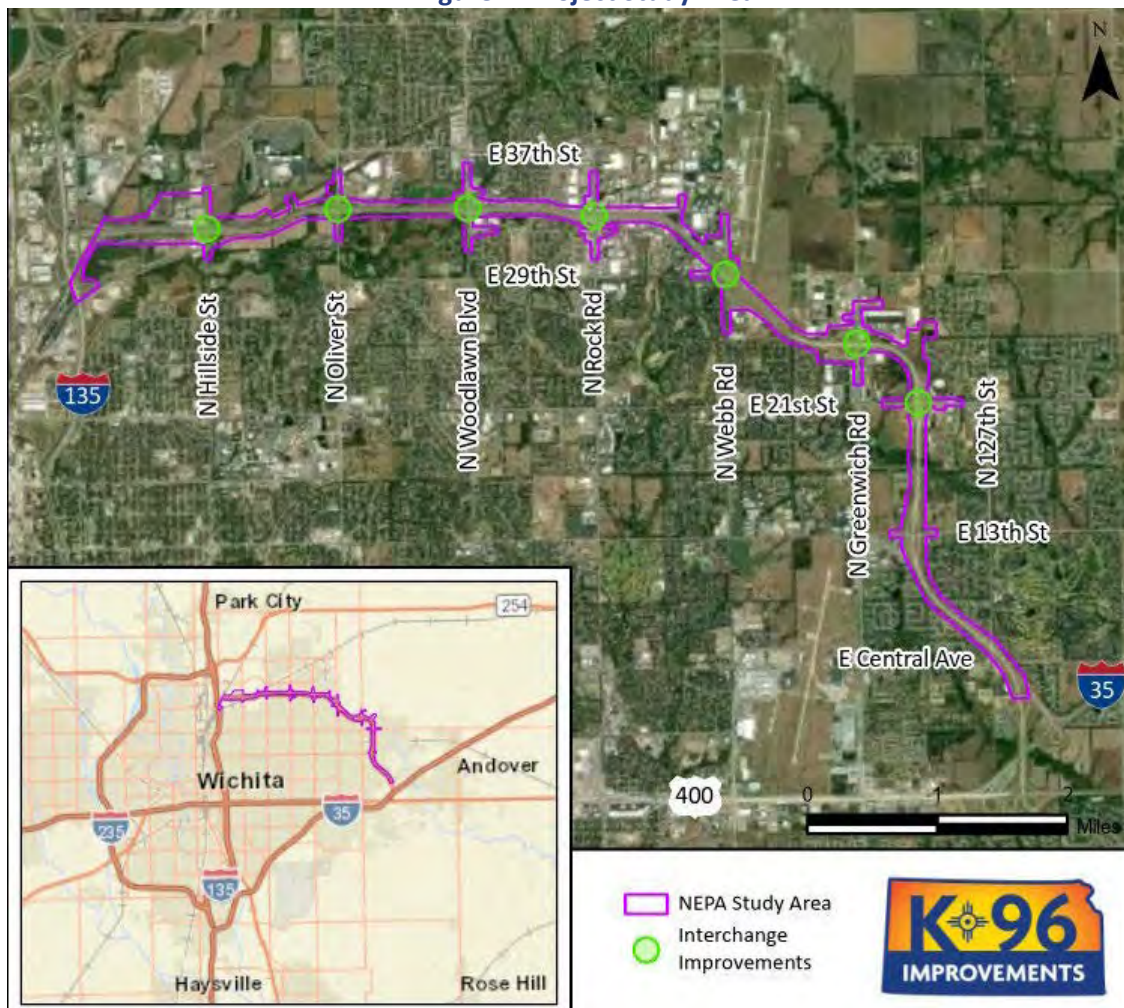 N
E 37th St
E 29th St
N Hillside St
N Oliver St
N Woodlawn Blvd
N Rock Rd
N Webb Rd
E 21st St
N Greenwich Rd
N 127th St
E 13th St
E Central Ave
135
35
400
0 1 2
Miles
Park City
254
Wichita
Andover
35
235
135
Haysville
Rose Hill
NEPA Study Area
Interchange
Improvements
K 96
IMPROVEMENTS